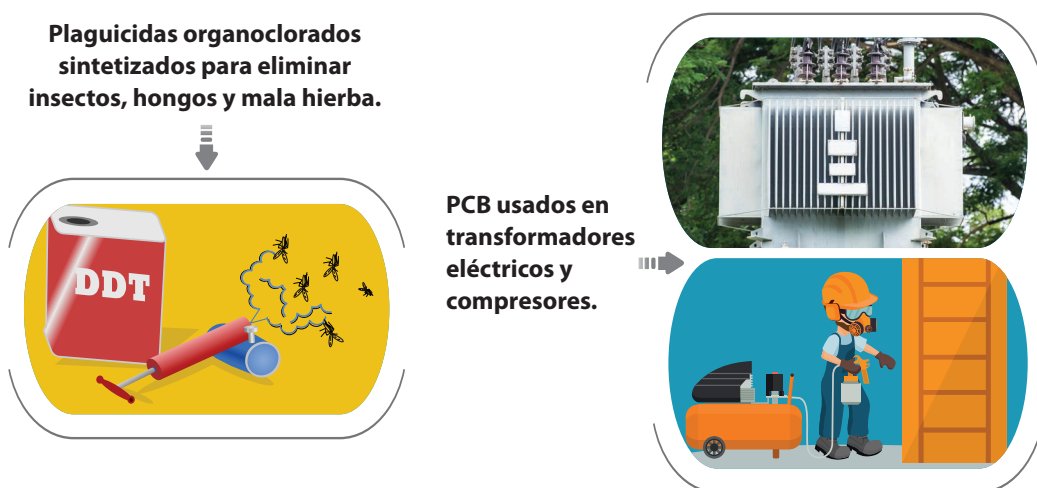 Plaguicidas organoclorados
sintetizados para eliminar
insectos, hongos y mala hierba.
DDT
PCB usados en
transformadores
eléctricos y
compresores.